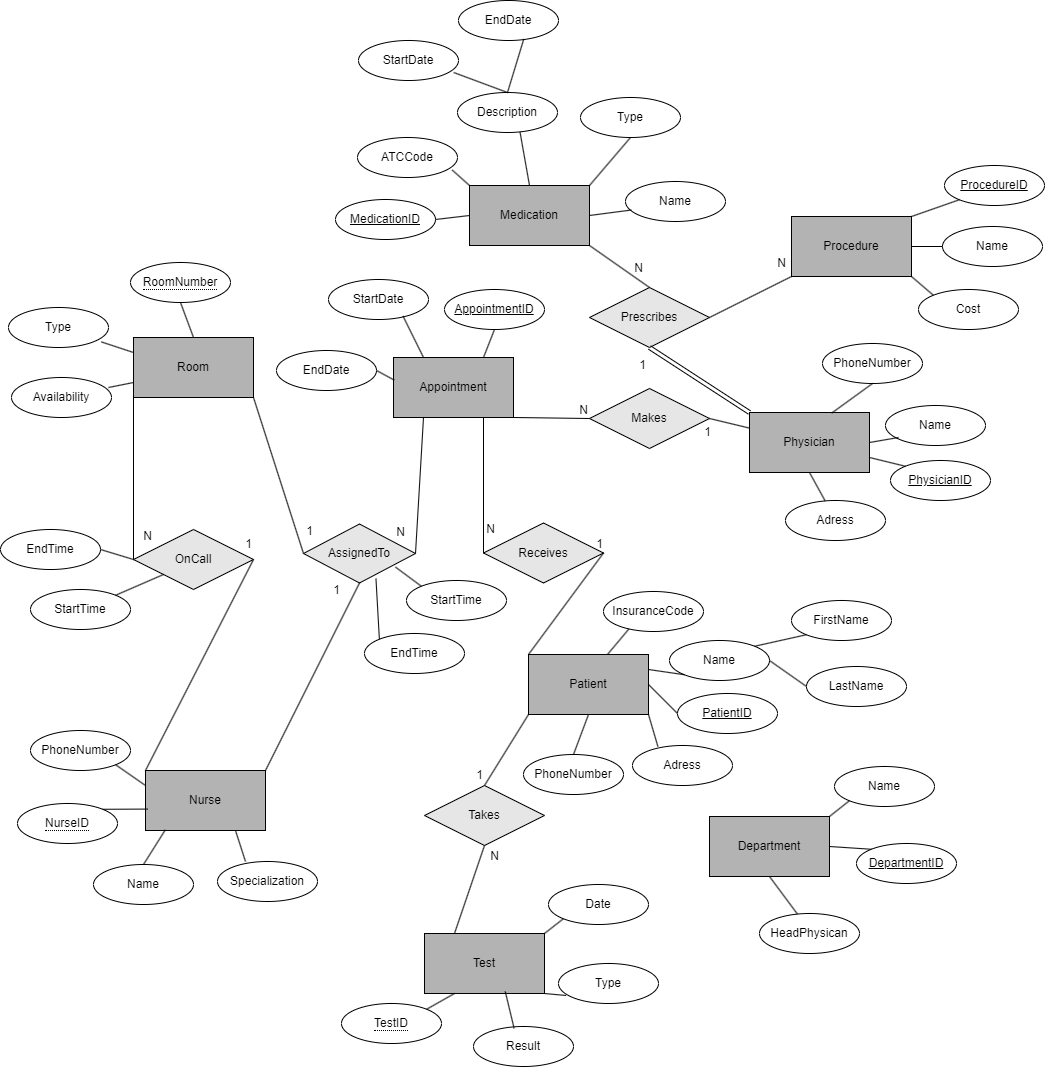 EndDate
StartDate
Description
Type
ATCCode
MedicationID
Medication
Name
ProcedureID
Procedure
Name
Cost
N
N
Prescribes
1
RoomNumber
Type
Room
Availability
StartDate
AppointmentID
EndDate
Appointment
N
Makes
1
PhoneNumber
Name
Physician
PhysicianID
Adress
N
1
EndTime
OnCall
StartTime
1
N
AssignedTo
1
StartTime
EndTime
N
Receives
1
InsuranceCode
FirstName
Name
LastName
Patient
PatientID
PhoneNumber
Adress
PhoneNumber
Nurse
NurseID
Name
Specialization
1
Takes
N
Name
Department
DepartmentID
HeadPhysican
Date
Test
Type
TestID
Result